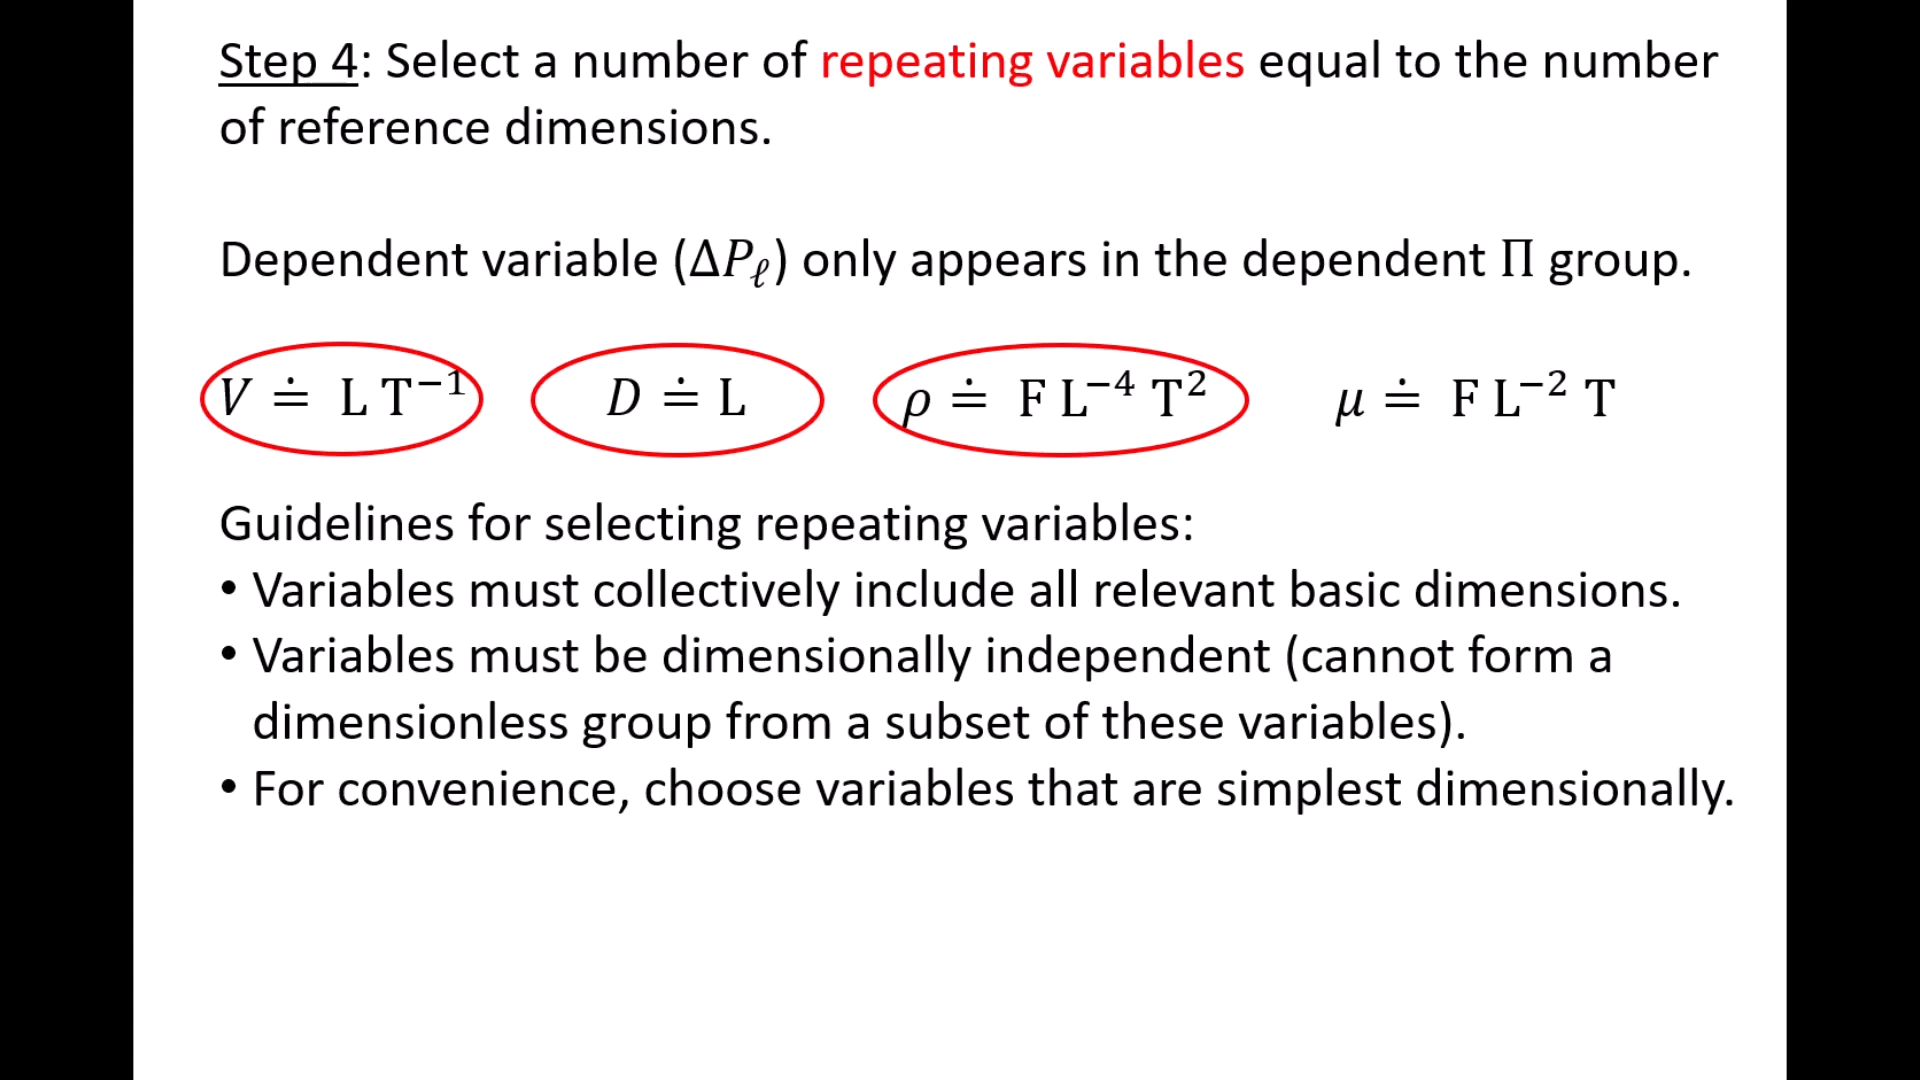 Step 4: Select a number of repeating variables equal to the number
of reference dimensions.
Dependent variable (ΔPℓ) only appears in the dependent Π group.
V ≐ L T⁻¹ D ≐ L ρ ≐ F L⁻⁴ T² μ ≐ F L⁻² T
Guidelines for selecting repeating variables:
• Variables must collectively include all relevant basic dimensions.
• Variables must be dimensionally independent (cannot form a
dimensionless group from a subset of these variables).
• For convenience, choose variables that are simplest dimensionally.